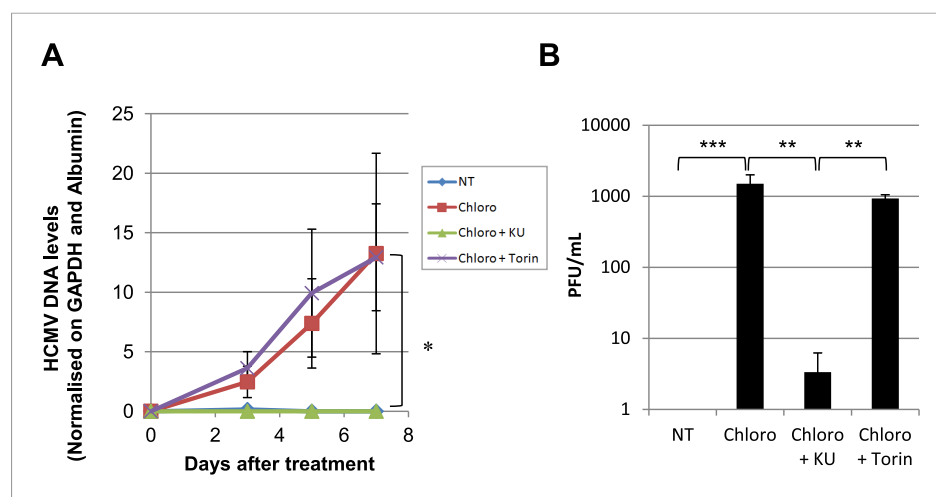 A
HCMV DNA levels
(Normalised on GAPDH and Albumin)
25
20
15
10
5
0
0 2 4 6 8
Days after treatment
*
NT
Chloro
Chloro + KU
Chloro + Torin
B
PFU/mL
10000
1000
100
10
1
*** ** **
NT Chloro Chloro Chloro
+ KU + Torin